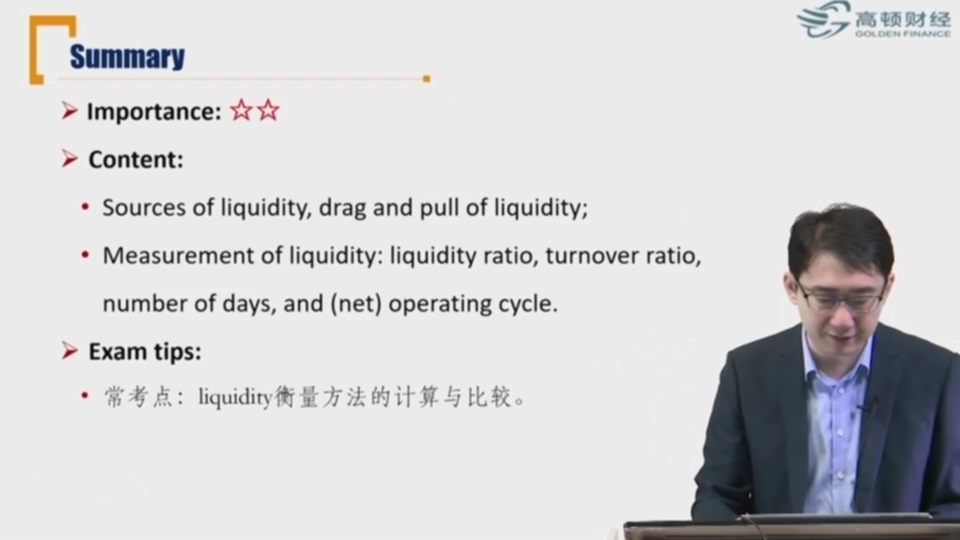 高顿财经
GOLDEN FINANCE
Summary
Importance: ☆☆
Content:
Sources of liquidity, drag and pull of liquidity;
Measurement of liquidity: liquidity ratio, turnover ratio,
number of days, and (net) operating cycle.
Exam tips:
常考点：liquidity衡量方法的计算与比较。